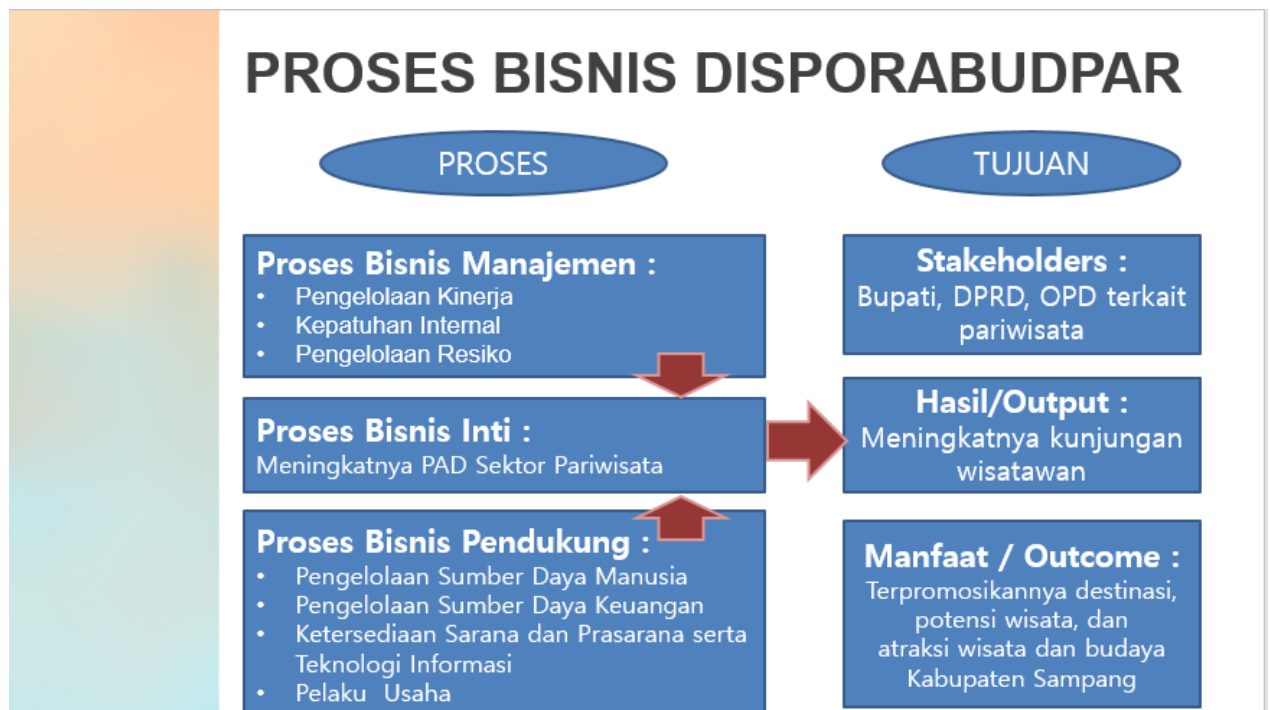 PROSES BISNIS DISPORABUDPAR
PROSES
TUJUAN
Proses Bisnis Manajemen :
• Pengelolaan Kinerja
• Kepatuhan Internal
• Pengelolaan Resiko
Proses Bisnis Inti :
Meningkatnya PAD Sektor Pariwisata
Proses Bisnis Pendukung :
• Pengelolaan Sumber Daya Manusia
• Pengelolaan Sumber Daya Keuangan
• Ketersediaan Sarana dan Prasarana serta
Teknologi Informasi
• Pelaku Usaha
Stakeholders :
Bupati, DPRD, OPD terkait
pariwisata
Hasil/Output :
Meningkatnya kunjungan
wisatawan
Manfaat / Outcome :
Terpromosikannya destinasi,
potensi wisata, dan
atraksi wisata dan budaya
Kabupaten Sampang